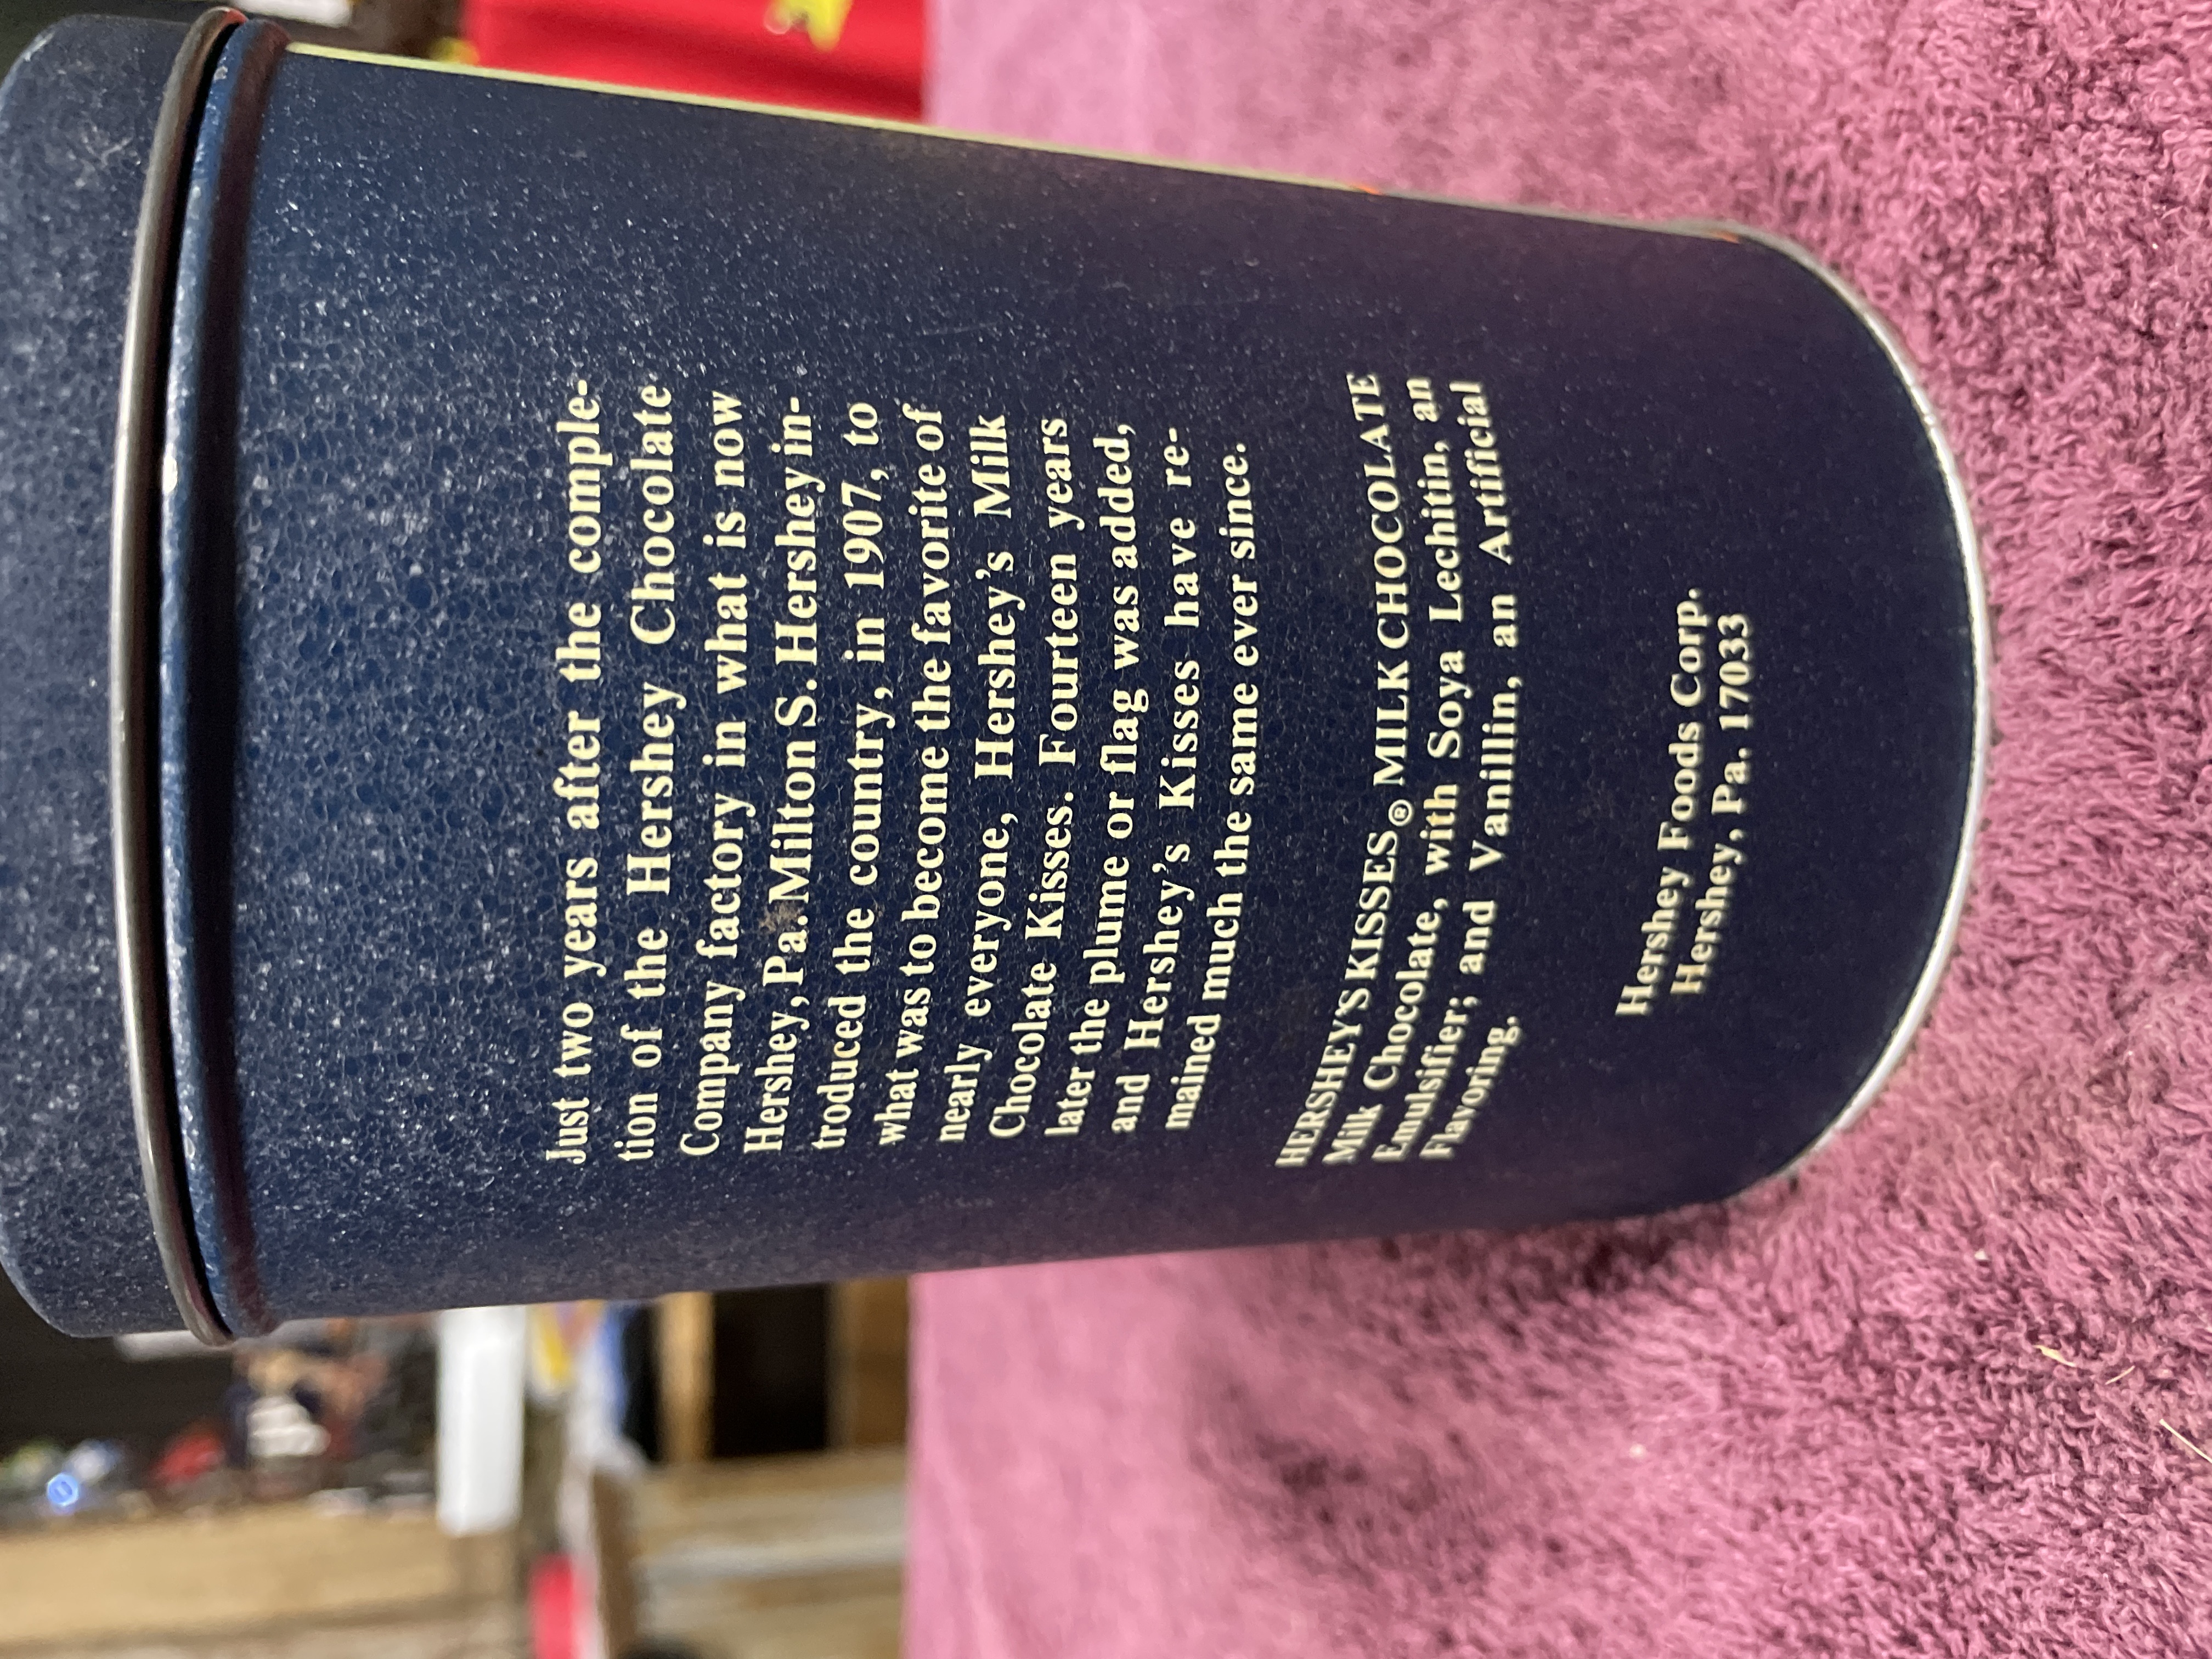 Just two years after the comple-
tion of the Hershey Chocolate
Company factory in what is now
Hershey, Pa. Milton S. Hershey in-
troduced the country, in 1907, to
what was to become the favorite of
nearly everyone, Hershey's Milk
Chocolate Kisses. Fourteen years
later the plume or flag was added,
and Hershey's Kisses have re-
mained much the same ever since.
HERSHEY'S KISSES® MILK CHOCOLATE
Milk Chocolate, with Soya Lechitin, an
Emulsifier; and Vanillin, an Artificial
Flavoring.
Hershey Foods Corp.
Hershey, Pa. 17033